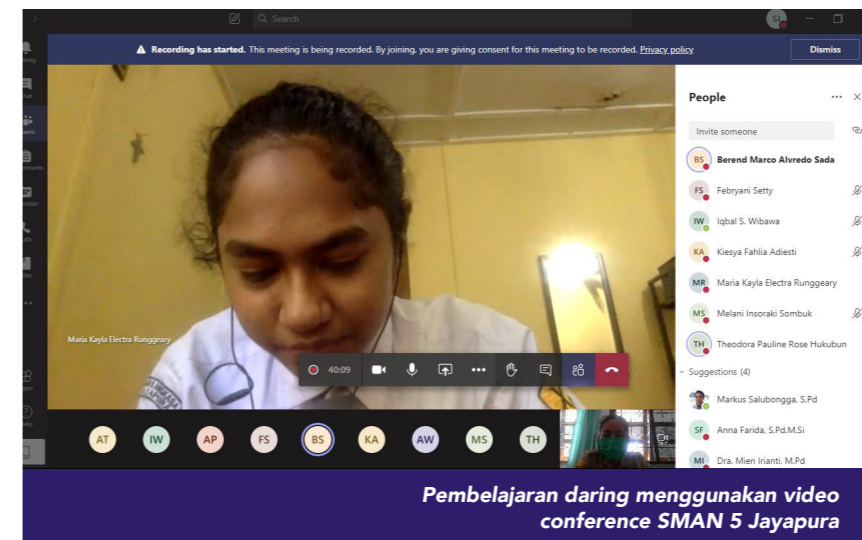 Search
SJ
Recording has started. This meeting is being recorded. By joining, you are giving consent for this meeting to be recorded. Privacy policy
Dismiss
People
Invite someone
BS Berend Marco Alvredo Sada
FS Febryani Setty
IW Iqbal S. Wibawa
KA Kiesya Fahlia Adiesti
MR Maria Kayla Electra Runggeary
MS Melani Insoraki Sombuk
TH Theodora Pauline Rose Hukubun
Suggestions (4)
Markus Salubongga. S.Pd
SF Anna Farida. S.Pd.M.Si
MI Dra. Mien Irianti. M.Pd
Maria Kayla Electra Runggeary
40:09
AT IW AP FS BS KA AW MS TH
Pembelajaran daring menggunakan video
conference SMAN 5 Jayapura